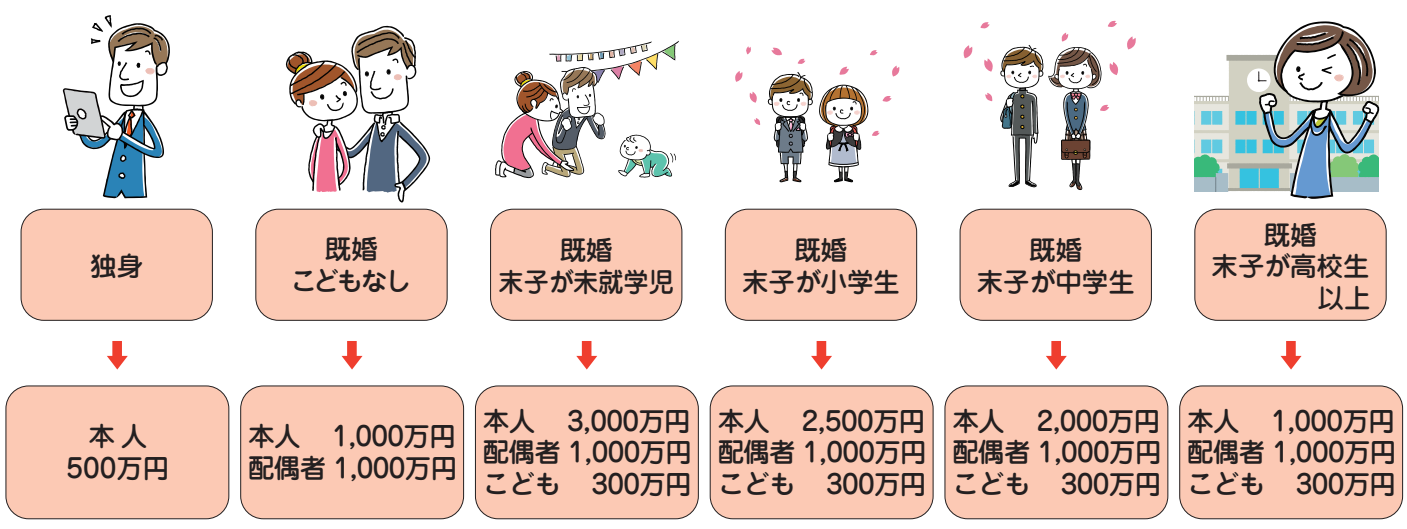 独身
既婚
こどもなし
既婚
末子が未就学児
既婚
末子が小学生
既婚
末子が中学生
既婚
末子が高校生
以上
本人
500万円
本人 1,000万円
配偶者 1,000万円
本人 3,000万円
配偶者 1,000万円
こども 300万円
本人 2,500万円
配偶者 1,000万円
こども 300万円
本人 2,000万円
配偶者 1,000万円
こども 300万円
本人 1,000万円
配偶者 1,000万円
こども 300万円